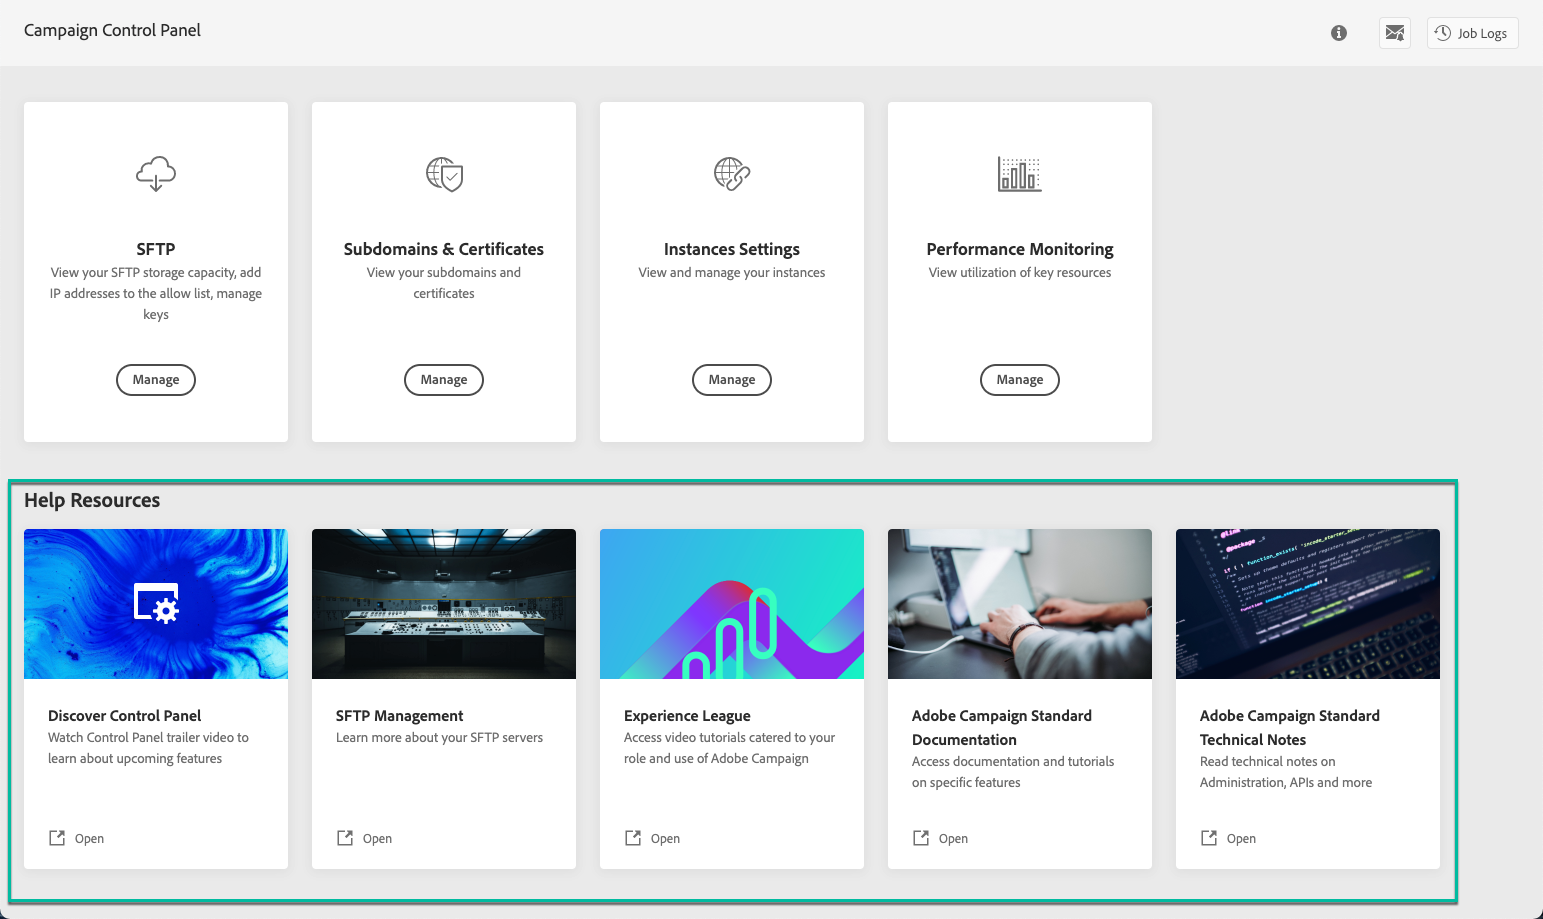 Campaign Control Panel
Job Logs
SFTP
View your SFTP storage capacity, add
IP addresses to the allow list, manage
keys
Manage
Subdomains & Certificates
View your subdomains and
certificates
Manage
Instances Settings
View and manage your instances
Manage
Performance Monitoring
View utilization of key resources
Manage
Help Resources
Discover Control Panel
Watch Control Panel trailer video to
learn about upcoming features
Open
SFTP Management
Learn more about your SFTP servers
Open
Experience League
Access video tutorials catered to your
role and use of Adobe Campaign
Open
Adobe Campaign Standard
Documentation
Access documentation and tutorials
on specific features
Open
@link
@package
function_exists(
Adobe Campaign Standard
Technical Notes
Read technical notes on
Administration, APIs and more
Open